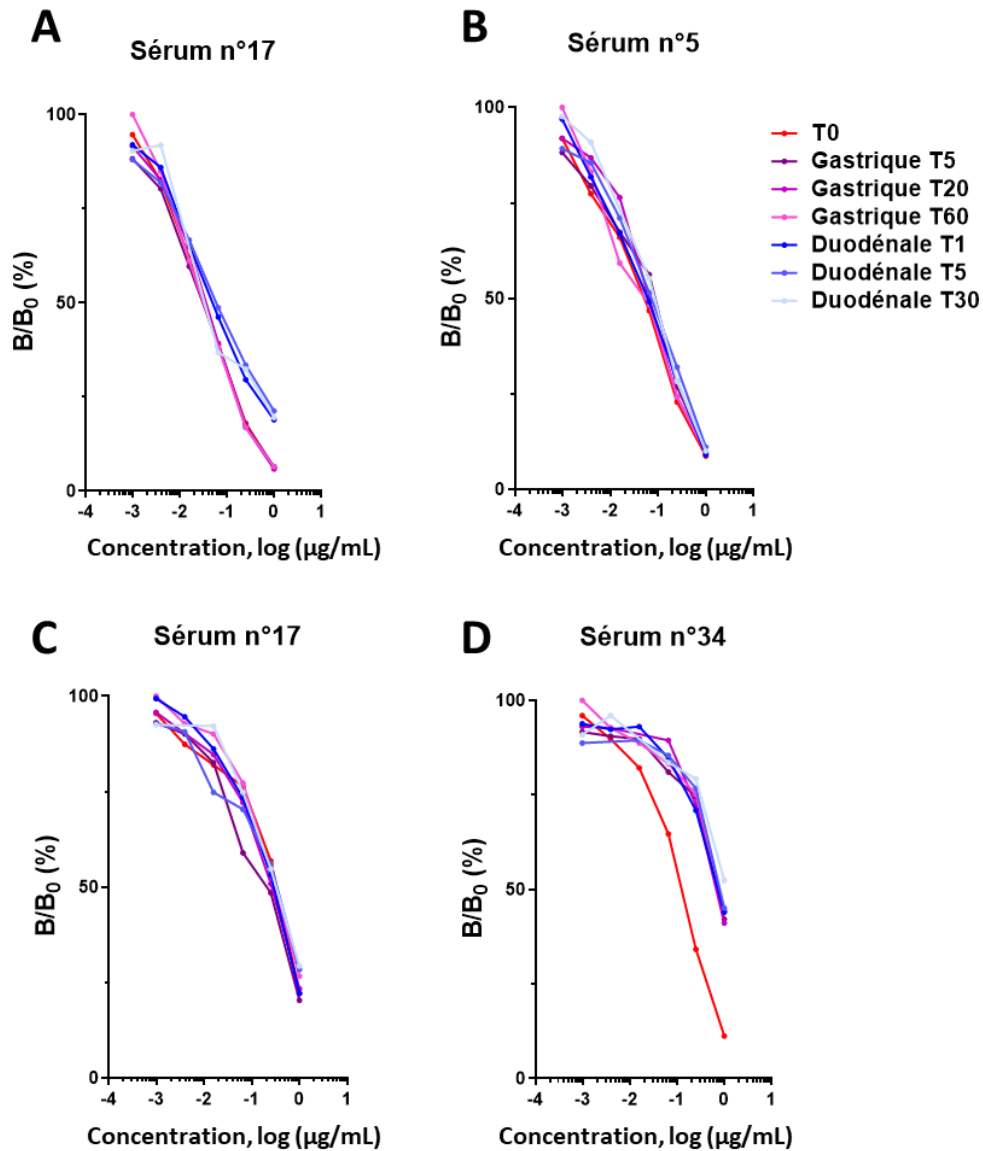 A
Sérum n°17
B/B₀ (%)
100
50
0
-4 -3 -2 -1 0 1
Concentration, log (µg/mL)
B
Sérum n°5
B/B₀ (%)
100
50
0
-4 -3 -2 -1 0 1
Concentration, log (µg/mL)
T0
Gastrique T5
Gastrique T20
Gastrique T60
Duodénale T1
Duodénale T5
Duodénale T30
C
Sérum n°17
B/B₀ (%)
100
50
0
-4 -3 -2 -1 0 1
Concentration, log (µg/mL)
D
Sérum n°34
B/B₀ (%)
100
50
0
-4 -3 -2 -1 0 1
Concentration, log (µg/mL)